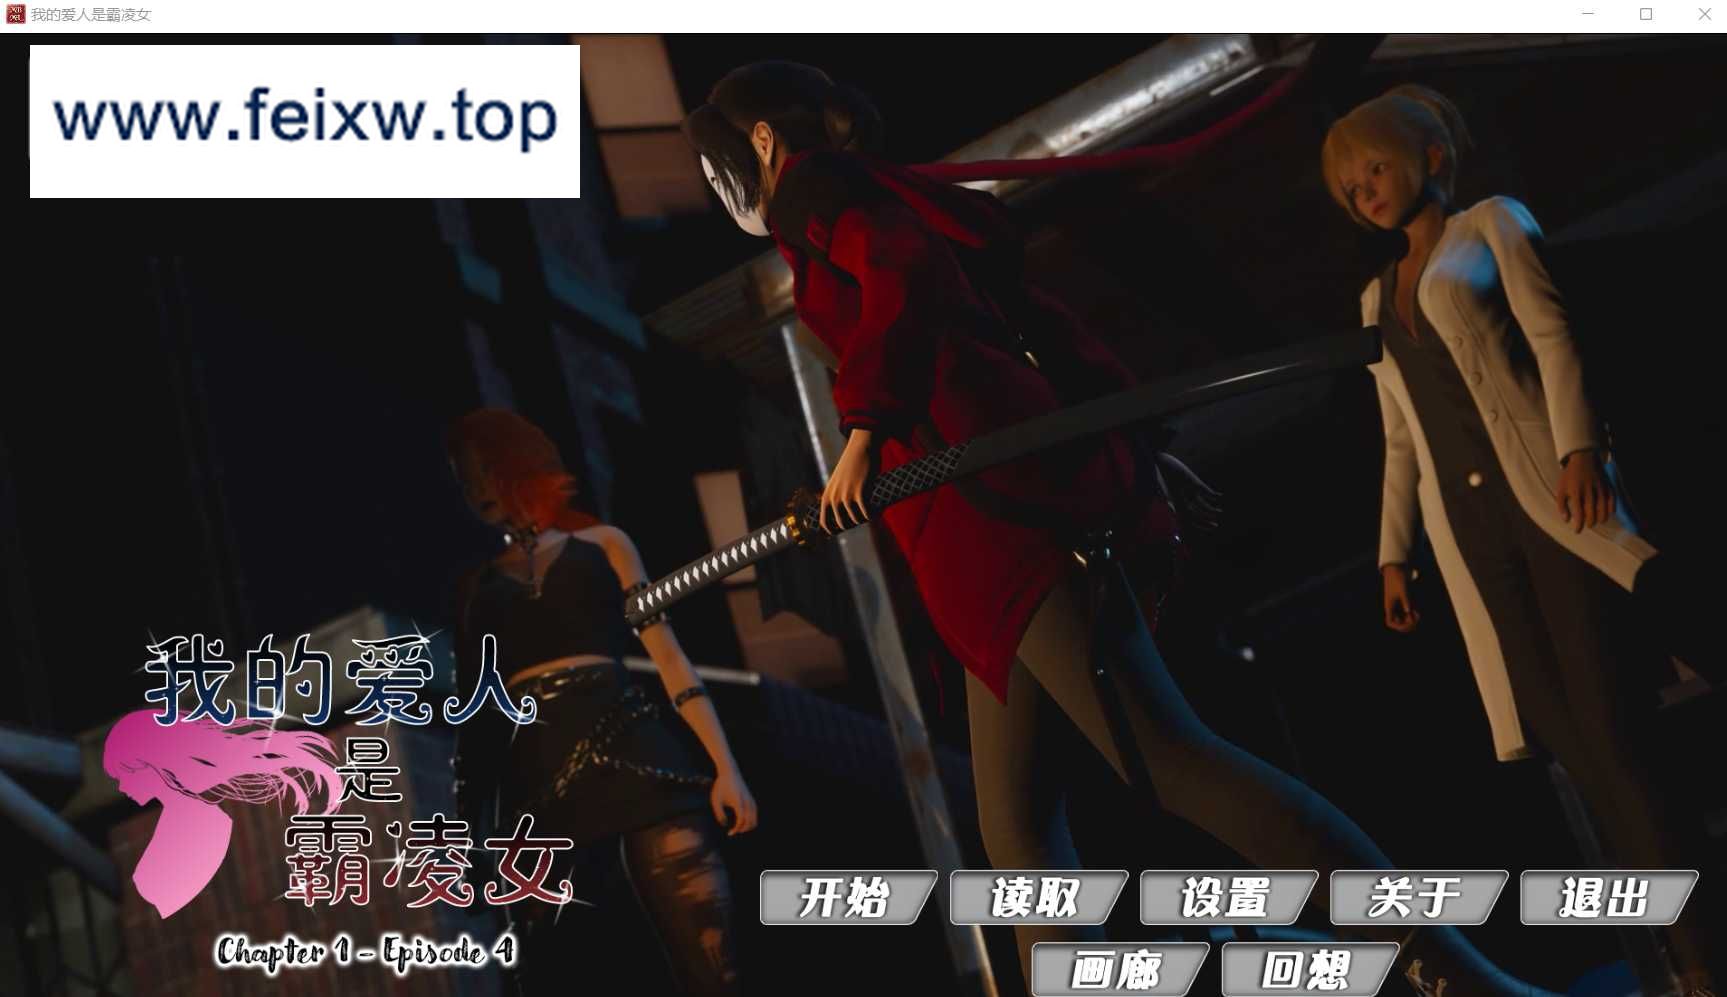 我的爱人是霸凌女
www.feixw.top
我的爱人
是
霸凌女
Chapter 1 - Episode 4
开始 读取 设置 关于 退出
画廊 回想